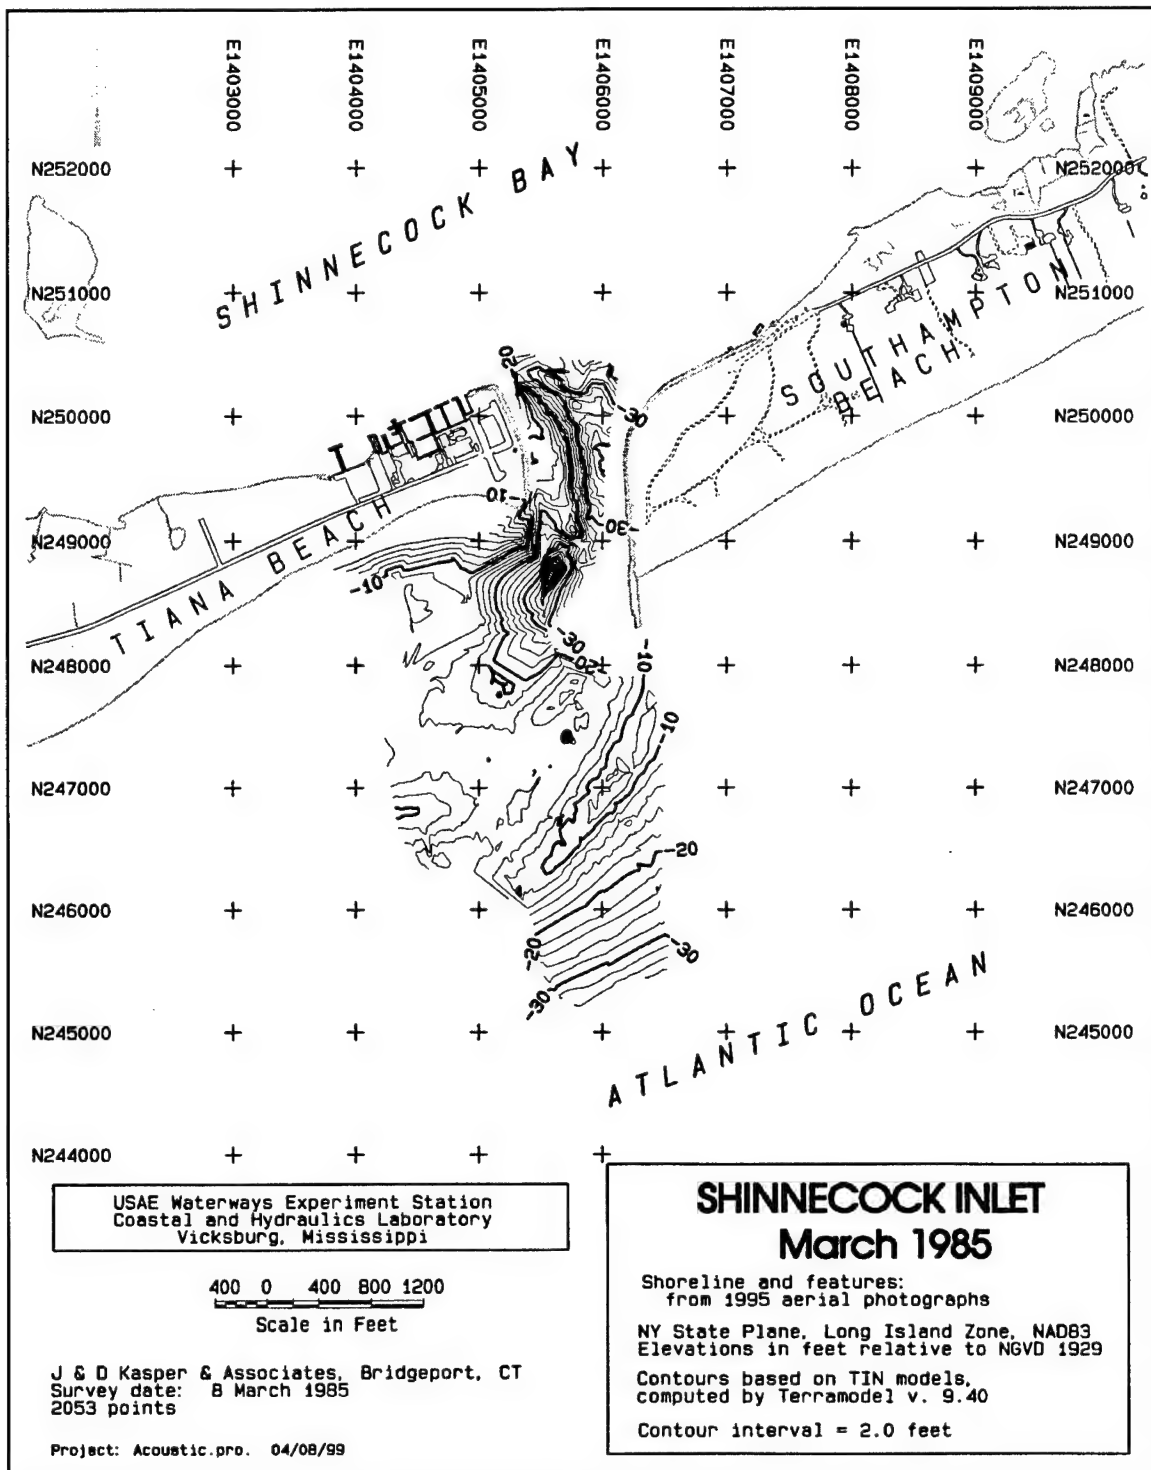 E1403000 E1404000 E1405000 E1406000 E1407000 E1408000 E1409000
N252000 N252000
SHINNECOCK BAY
N251000 N251000
SOUTHAMPTON
BEACH
-20
-30
N250000 N250000
-10
-30
N249000 N249000
TIANA BEACH
-10
-30
-20
-10
N248000 N248000
-10
N247000 N247000
-20
N246000 N246000
-20
-30
-30
ATLANTIC OCEAN
N245000 N245000
N244000
USAE Waterways Experiment Station
Coastal and Hydraulics Laboratory
Vicksburg, Mississippi
400 0 400 800 1200
Scale in Feet
J & D Kasper & Associates, Bridgeport, CT
Survey date: 8 March 1985
2053 points
Project: Acoustic.pro. 04/08/99
SHINNECOCK INLET
March 1985
Shoreline and features:
from 1995 aerial photographs
NY State Plane, Long Island Zone, NAD83
Elevations in feet relative to NGVD 1929
Contours based on TIN models,
computed by Terramodel v. 9.40
Contour interval = 2.0 feet